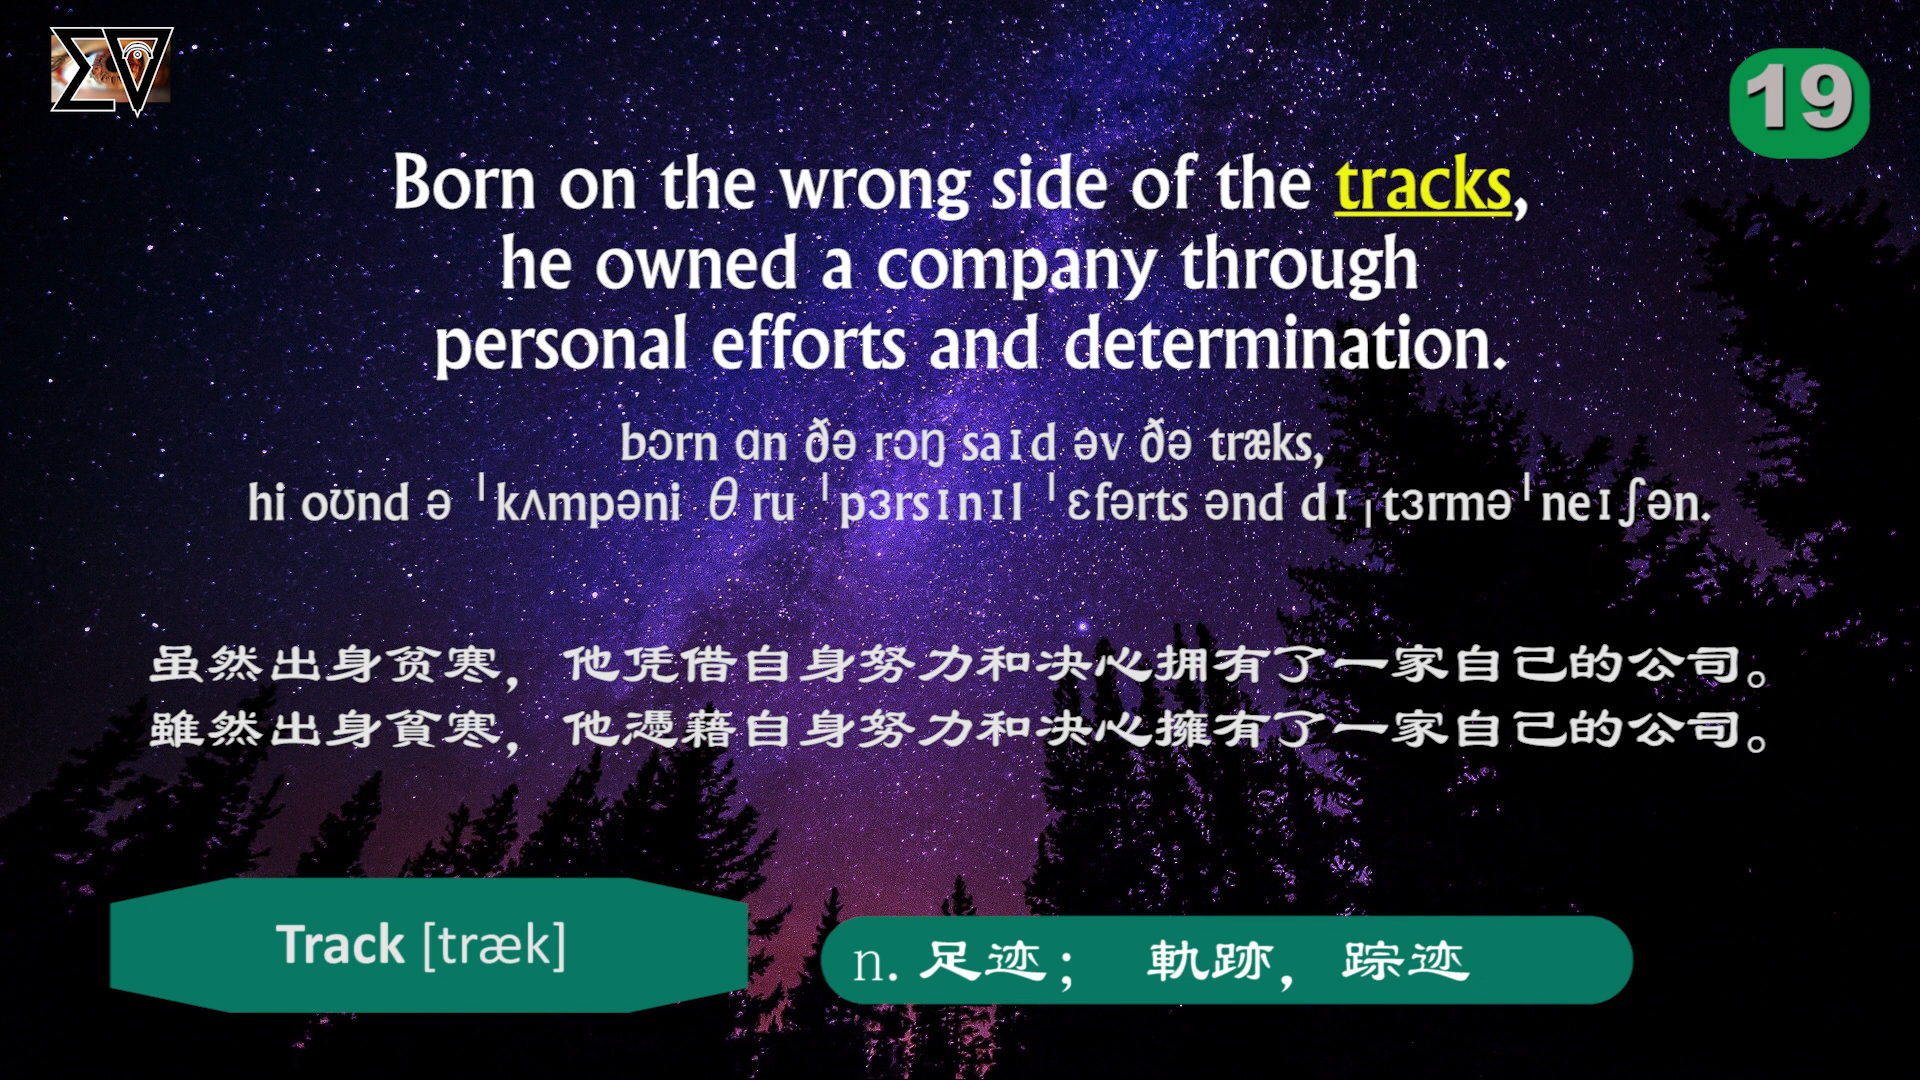 ΣV
19
Born on the wrong side of the tracks,
he owned a company through
personal efforts and determination.
bɔrn ɑn ðə rɔŋ saɪd əv ðə træks,
hi oʊnd ə ˈkʌmpəni θ ru ˈpɜrsɪnɪl ˈɛfərts ənd dɪˌtɜrməˈneɪʃən.
虽然出身贫寒，他凭借自身努力和决心拥有了一家自己的公司。
雖然出身貧寒，他憑藉自身努力和决心擁有了一家自己的公司。
Track [træk]
n. 足迹； 軌跡，踪迹